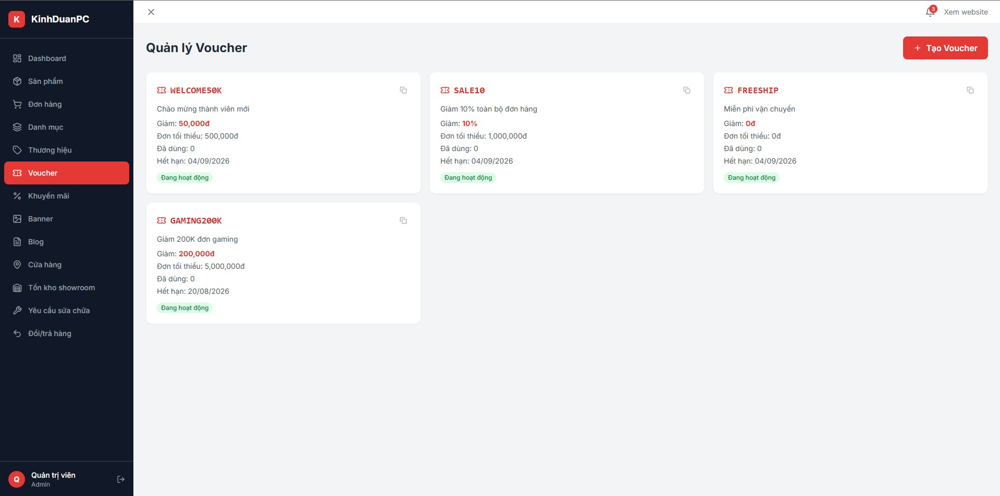 K KinhDuanPC
Dashboard
Sản phẩm
Đơn hàng
Danh mục
Thương hiệu
Voucher
Khuyến mãi
Banner
Blog
Cửa hàng
Tồn kho showroom
Yêu cầu sửa chữa
Đổi/trả hàng
Q Quản trị viên
Admin
3 Xem website
Quản lý Voucher
+ Tạo Voucher
WELCOME50K
Chào mừng thành viên mới
Giảm: 50,000đ
Đơn tối thiểu: 500,000đ
Đã dùng: 0
Hết hạn: 04/09/2026
Đang hoạt động
SALE10
Giảm 10% toàn bộ đơn hàng
Giảm: 10%
Đơn tối thiểu: 1,000,000đ
Đã dùng: 0
Hết hạn: 04/09/2026
Đang hoạt động
FREESHIP
Miễn phí vận chuyển
Giảm: 0đ
Đơn tối thiểu: 0đ
Đã dùng: 0
Hết hạn: 04/09/2026
Đang hoạt động
GAMING200K
Giảm 200K đơn gaming
Giảm: 200,000đ
Đơn tối thiểu: 5,000,000đ
Đã dùng: 0
Hết hạn: 20/08/2026
Đang hoạt động